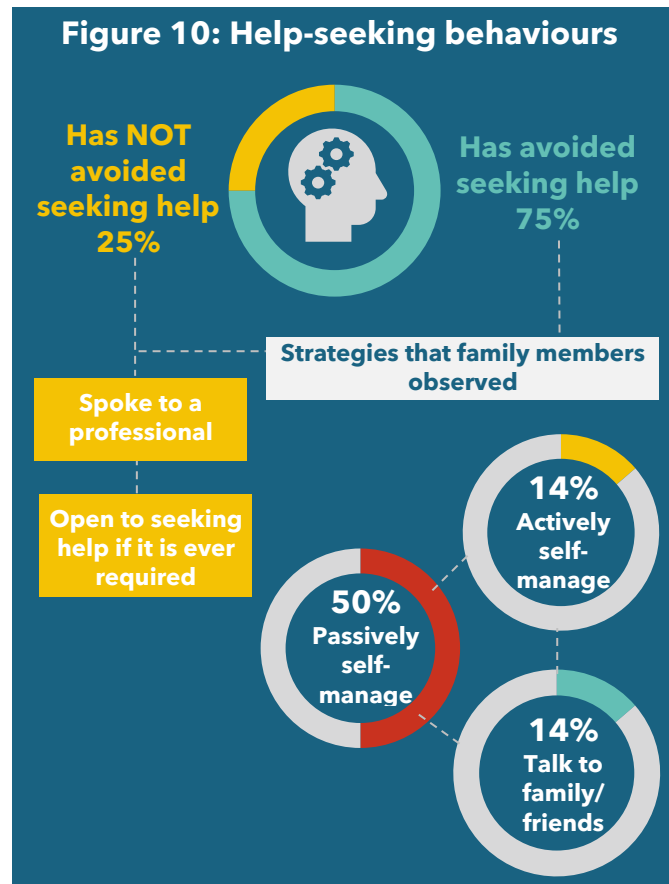 Figure 10: Help-seeking behaviours
Has NOT
avoided
seeking help
25%
Has avoided
seeking help
75%
Strategies that family members
observed
Spoke to a
professional
Open to seeking
help if it is ever
required
14%
Actively
self-
manage
50%
Passively
self-
manage
14%
Talk to
family/
friends